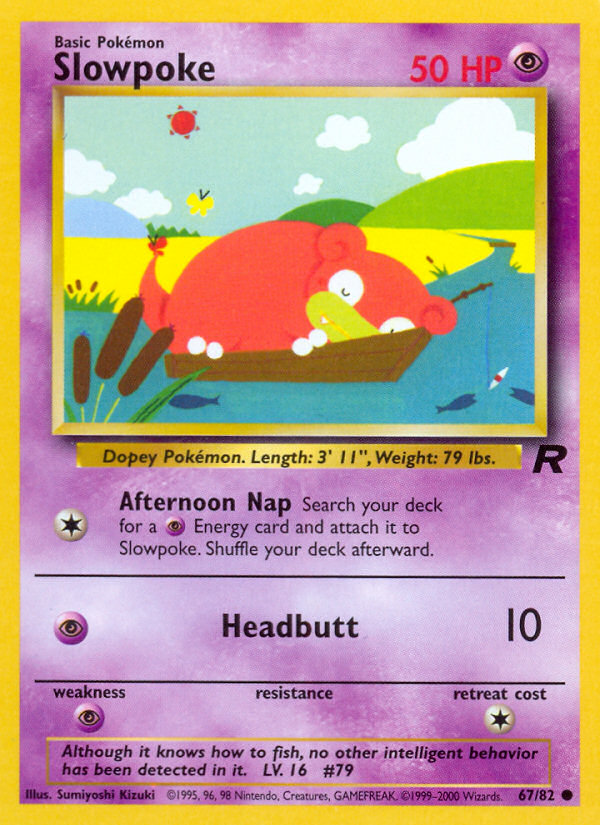 Basic Pokémon
Slowpoke
50 HP
Dopey Pokémon. Length: 3' 11", Weight: 79 lbs.
R
Afternoon Nap Search your deck
for a Energy card and attach it to
Slowpoke. Shuffle your deck afterward.
Headbutt 10
weakness resistance retreat cost
Although it knows how to fish, no other intelligent behavior
has been detected in it. LV. 16 #79
Illus. Sumiyoshi Kizuki ©1995, 96, 98 Nintendo, Creatures, GAMEFREAK. ©1999-2000 Wizards. 67/82